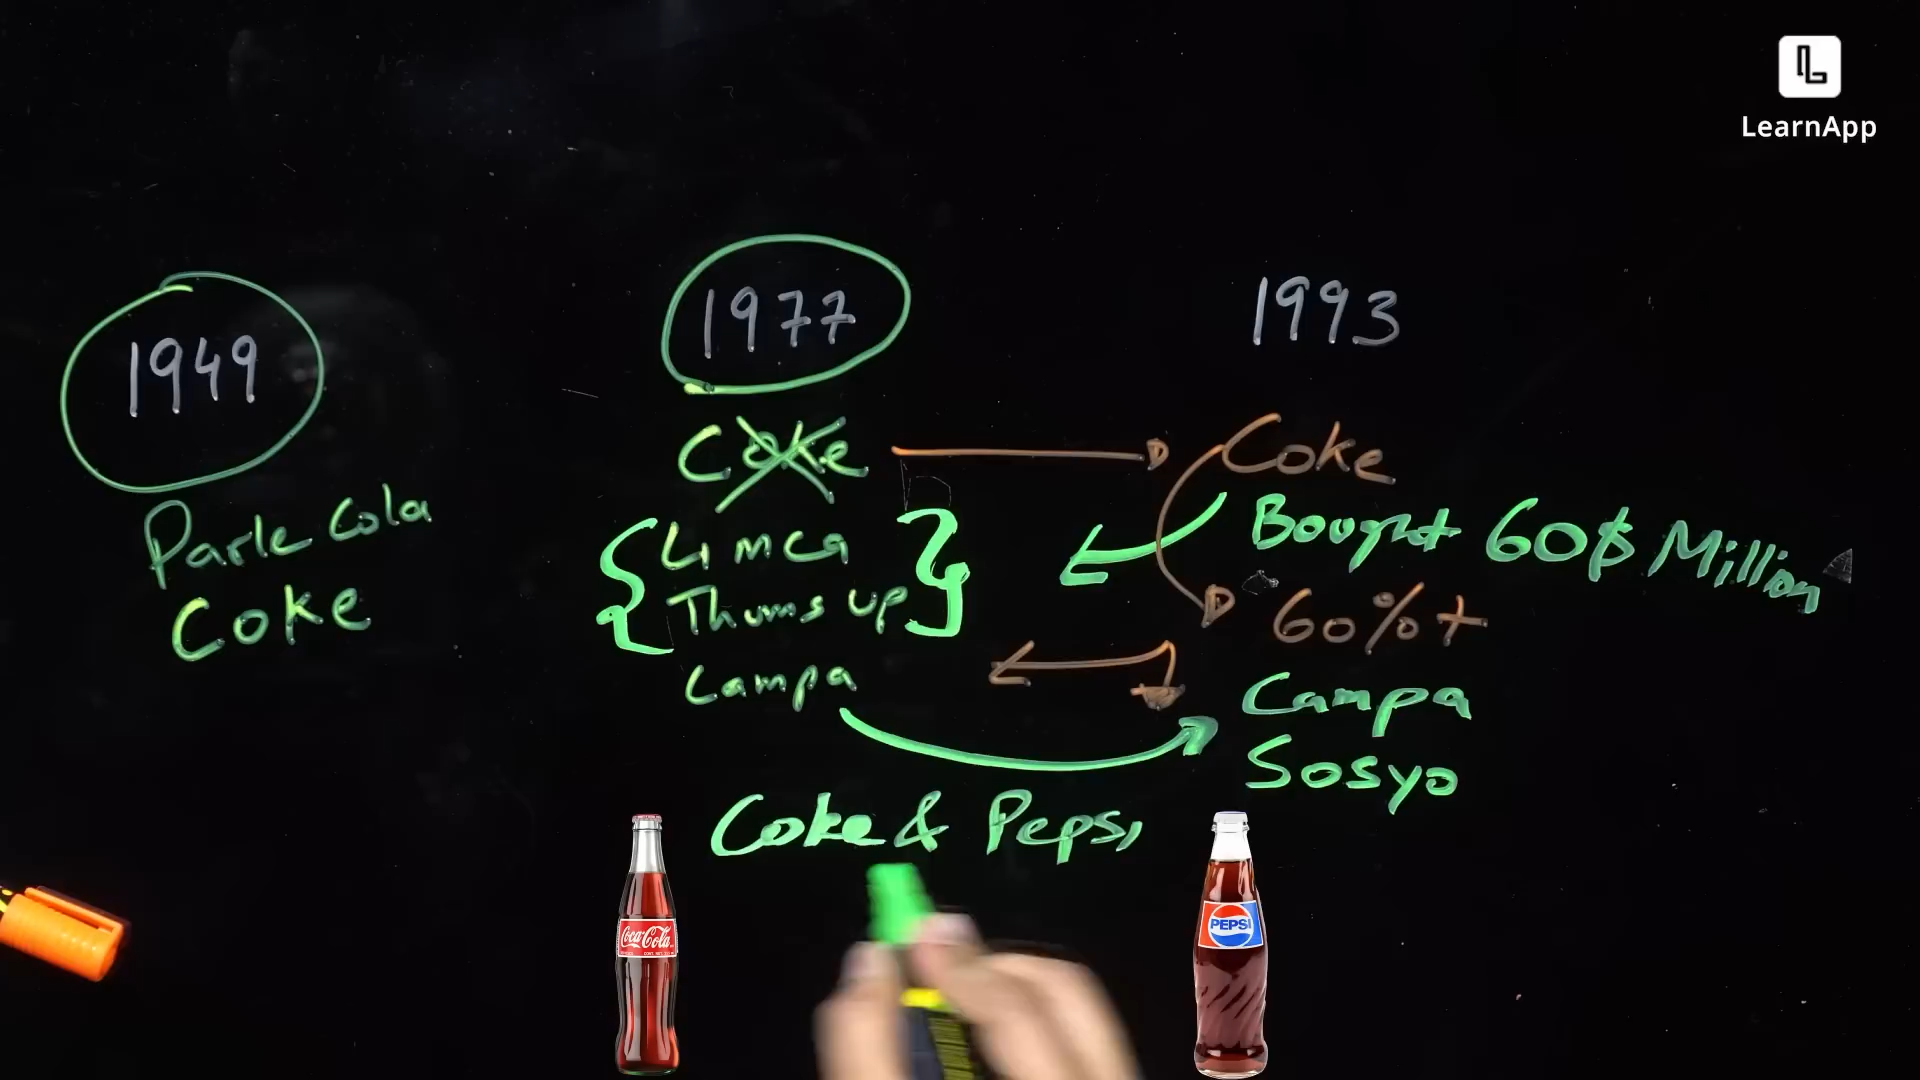 LearnApp
1949
Parle Cola
Coke
1977
Coke
Limca
Thums up
Campa
1993
Coke
Bought 60$ Million
60%+
Campa
Sosyo
Coke & Pepsi
Coca-Cola
PEPSI